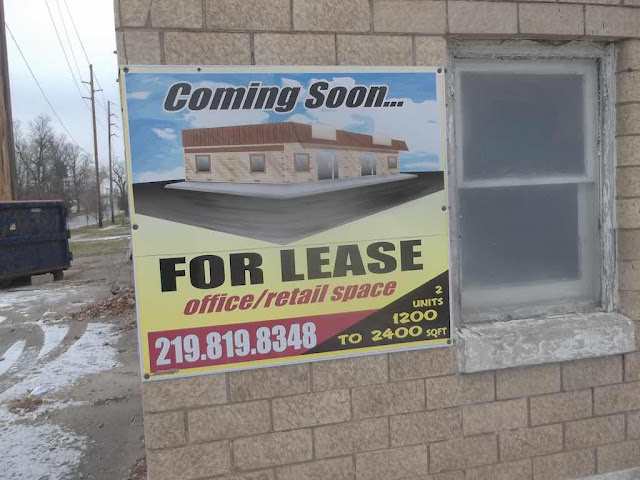 Coming Soon...
FOR LEASE
office/retail space
2
UNITS
1200
TO 2400 SQFT
219.819.8348